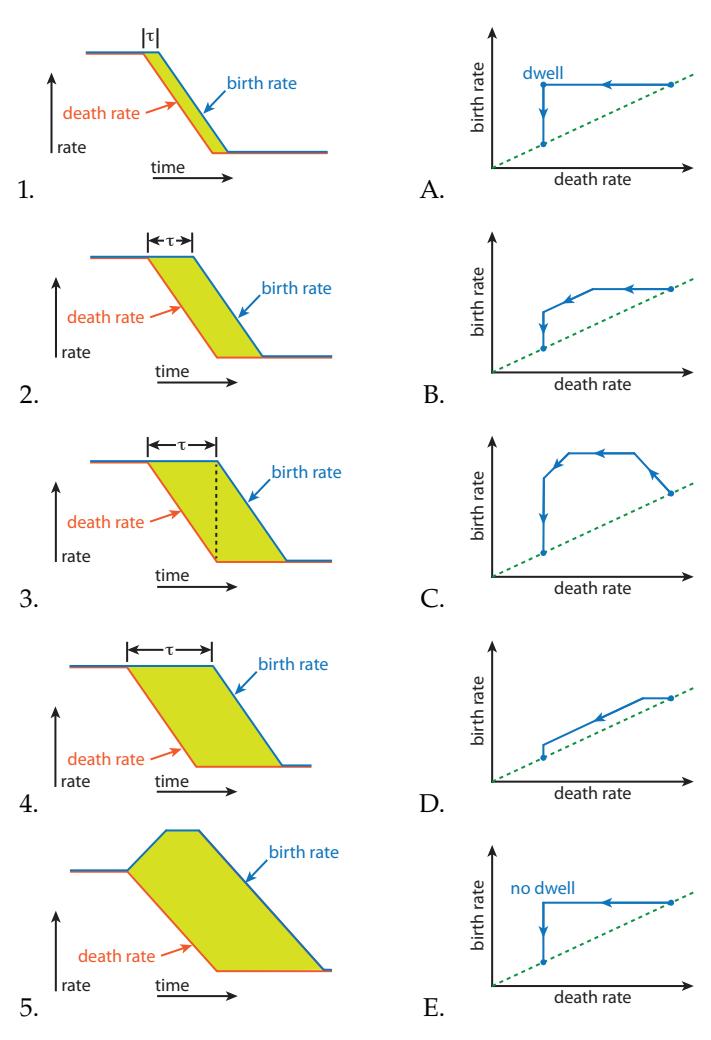 τ
birth rate
death rate
rate
time
1.
birth rate
dwell
death rate
A.
τ
birth rate
death rate
rate
time
2.
birth rate
death rate
B.
τ
birth rate
death rate
rate
time
3.
birth rate
death rate
C.
τ
birth rate
death rate
rate
time
4.
birth rate
death rate
D.
birth rate
death rate
rate
time
5.
birth rate
no dwell
death rate
E.